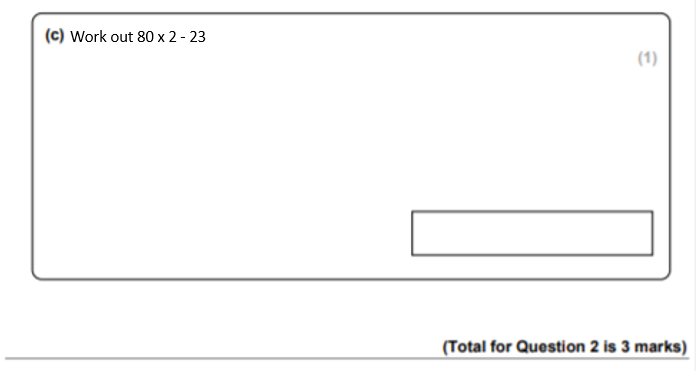 (c) Work out 80 x 2 - 23
(1)
(Total for Question 2 is 3 marks)